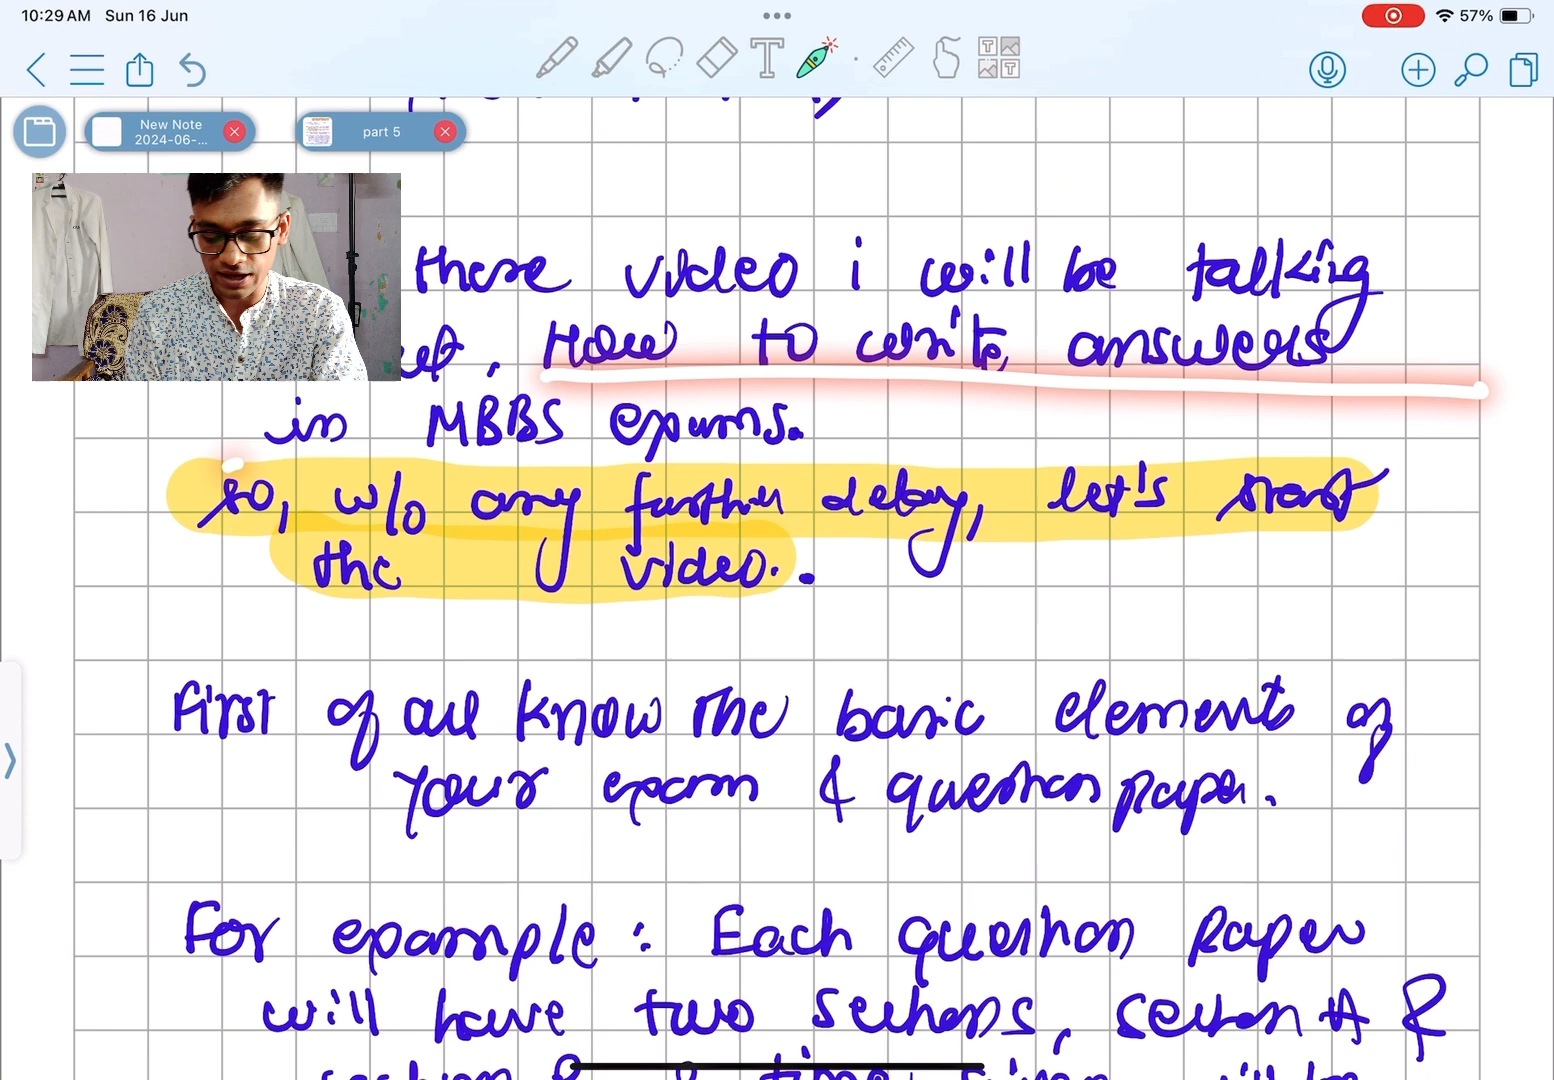 10:29 AM Sun 16 Jun
57%
New Note
2024-06-...
part 5
these video i will be talking
How to write answers
in MBBS exams.
so, w/o any further delay, let's start
the video.
First of all know the basic elements of
your exam & question paper.
For example : Each question paper
will have two sections, section A &